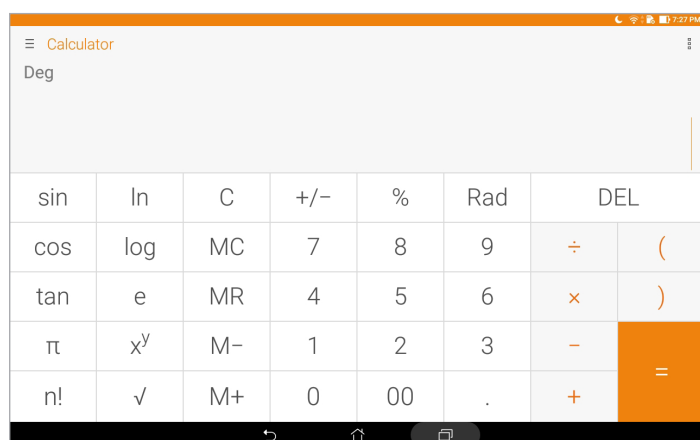 7:27 PM
Calculator
Deg
sin ln C +/− % Rad DEL
cos log MC 7 8 9 ÷ (
tan e MR 4 5 6 × )
π xʸ M− 1 2 3 −
=
n! √ M+ 0 00 . +